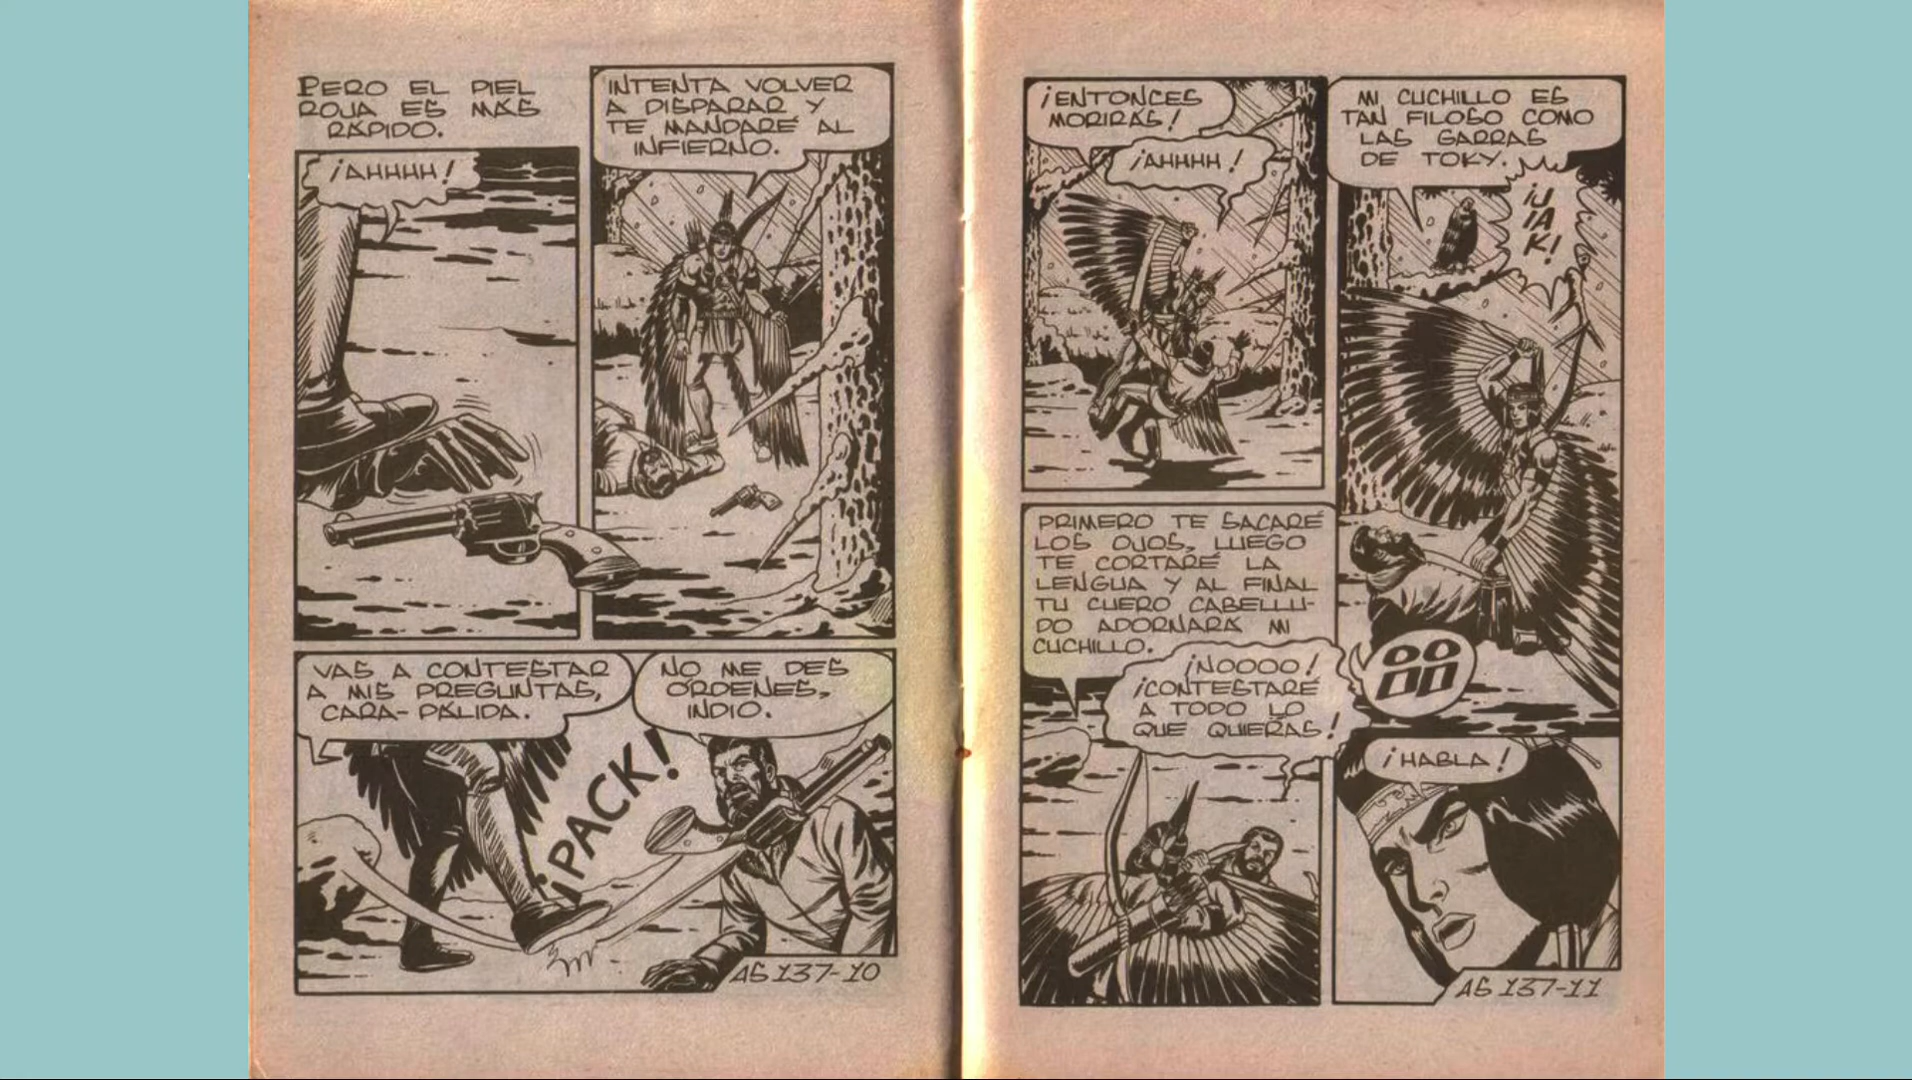 PERO EL PIEL
ROJA ES MÁS
RÁPIDO.
¡AHHHH!
INTENTA VOLVER
A DISPARAR Y
TE MANDARÉ AL
INFIERNO.
VAS A CONTESTAR
A MIS PREGUNTAS,
CARA-PÁLIDA.
NO ME DES
ÓRDENES,
INDIO.
¡PACK!
AG 137-10
¡ENTONCES
MORIRÁS!
¡AHHHH!
MI CUCHILLO ES
TAN FILOSO COMO
LAS GARRAS
DE TOKY.
¡IJ
IA
K!
PRIMERO TE SACARÉ
LOS OJOS, LUEGO
TE CORTARÉ LA
LENGUA Y AL FINAL
TU CUERO CABELLU-
DO ADORNARÁ MI
CUCHILLO.
¡NOOOO!
¡CONTESTARÉ
A TODO LO
QUE QUIERAS!
¡HABLA!
AG 137-11